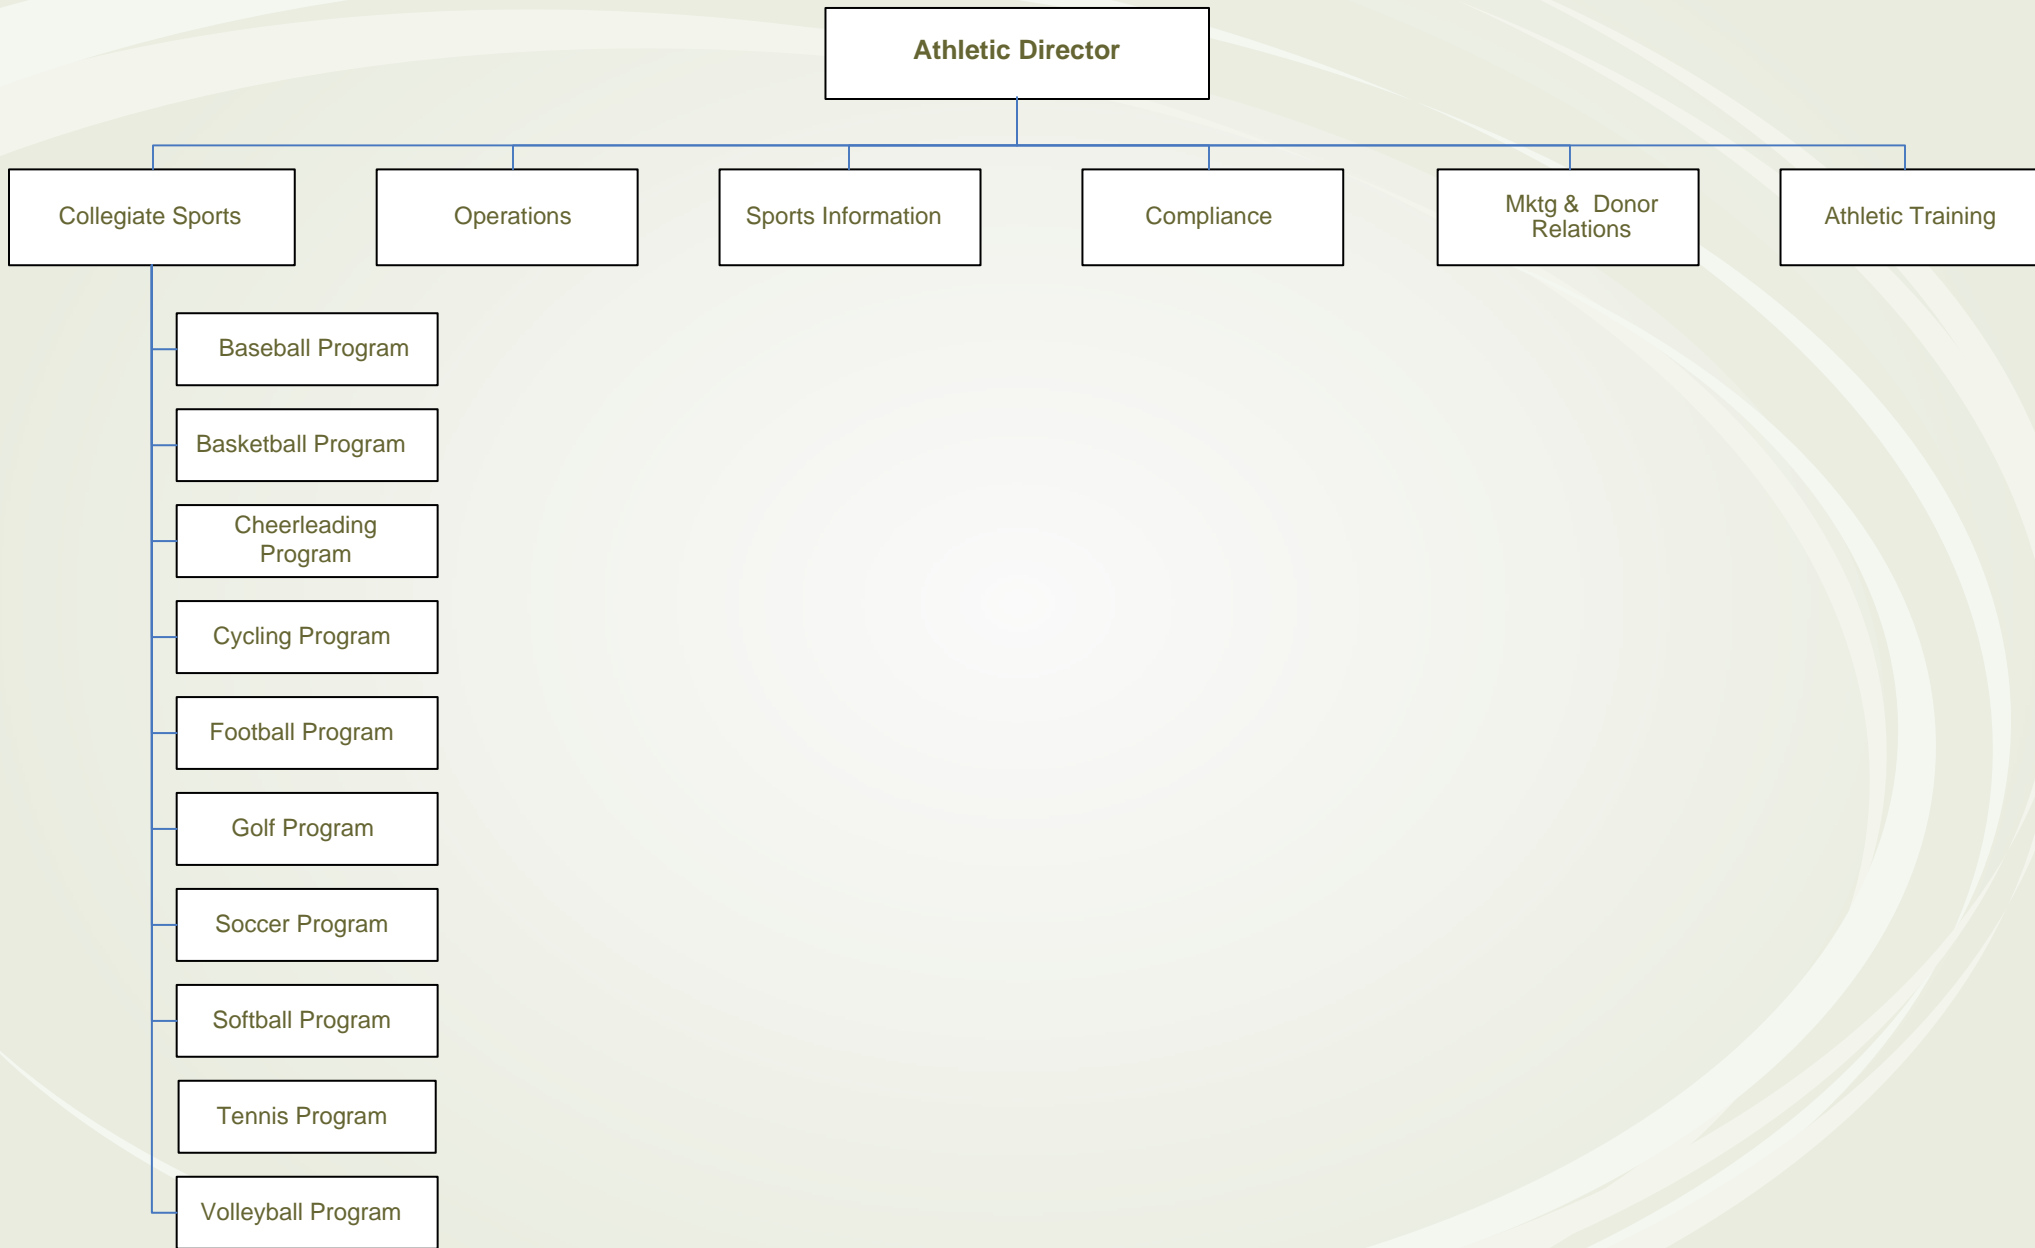 Athletic Director
Collegiate Sports
Operations
Sports Information
Compliance
Mktg &  Donor
Relations
Athletic Training
Baseball Program
Basketball Program
Cheerleading
Program
Cycling Program
Football Program
Golf Program
Soccer Program
Softball Program
Tennis Program
Volleyball Program